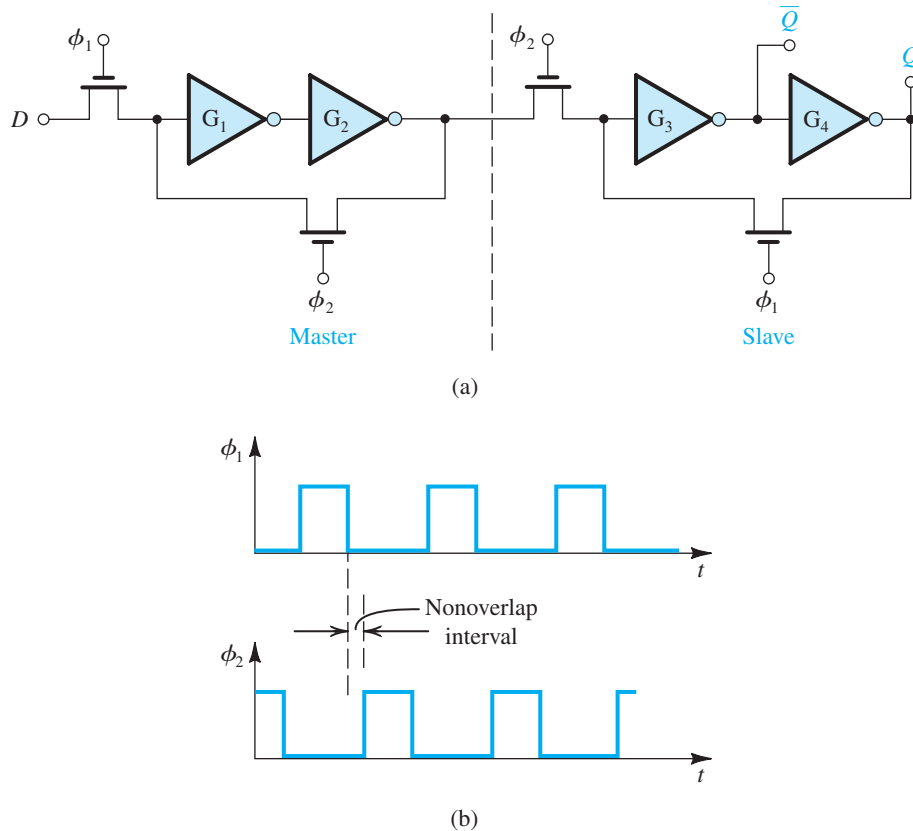 Q̅
ϕ₂
Q
ϕ₁
D
G₁
G₂
G₃
G₄
ϕ₂
ϕ₁
Master
Slave
(a)
ϕ₁
t
Nonoverlap
interval
ϕ₂
t
(b)